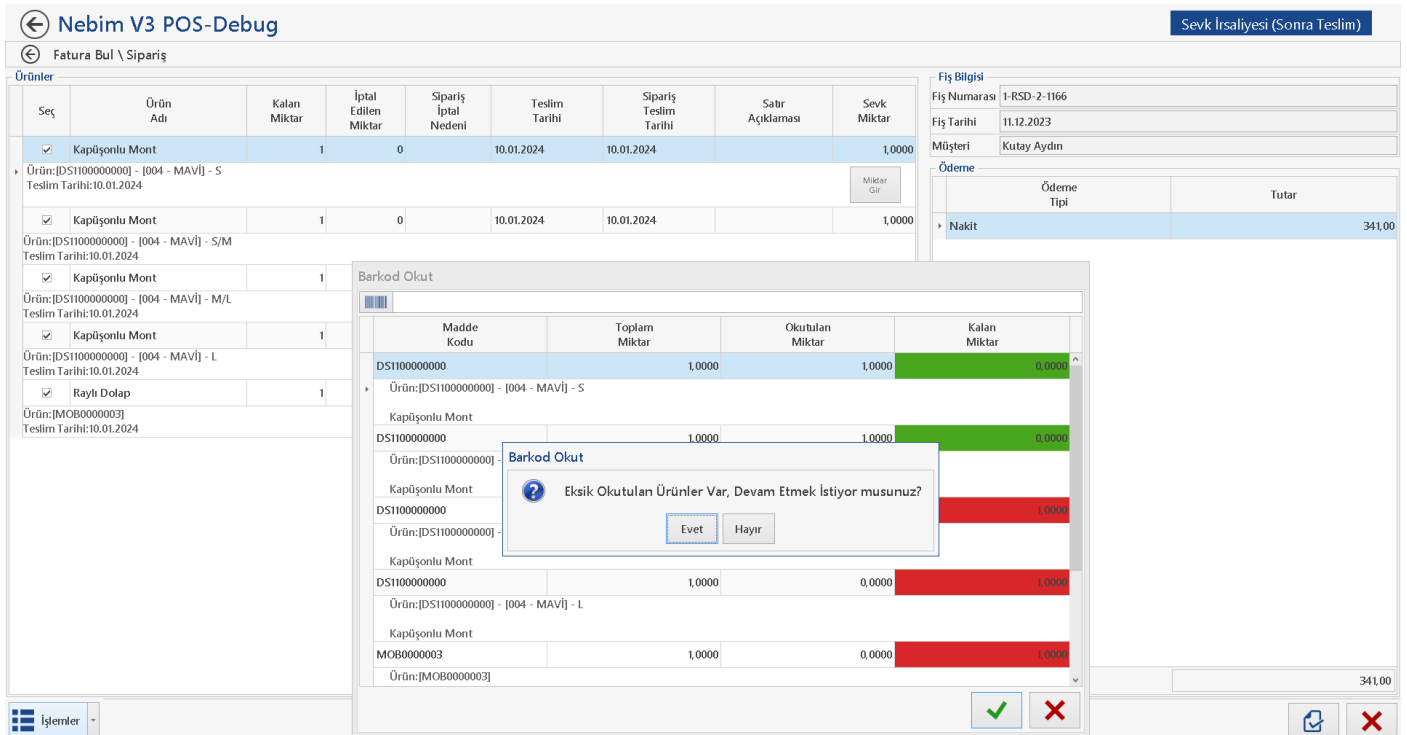 Nebim V3 POS-Debug
Sevk İrsaliyesi (Sonra Teslim)
Fatura Bul \ Sipariş
Ürünler
Seç
Ürün Adı
Kalan Miktar
İptal Edilen Miktar
Sipariş İptal Nedeni
Teslim Tarihi
Sipariş Teslim Tarihi
Satır Açıklaması
Sevk Miktar
Kapüşonlu Mont 1 0 10.01.2024 10.01.2024 1,0000
Ürün:[DS1100000000] - [004 - MAVİ] - S
Teslim Tarihi:10.01.2024
Miktar Gir
Kapüşonlu Mont 1 0 10.01.2024 10.01.2024 1,0000
Ürün:[DS1100000000] - [004 - MAVİ] - S/M
Teslim Tarihi:10.01.2024
Kapüşonlu Mont 1
Ürün:[DS1100000000] - [004 - MAVİ] - M/L
Teslim Tarihi:10.01.2024
Kapüşonlu Mont 1
Ürün:[DS1100000000] - [004 - MAVİ] - L
Teslim Tarihi:10.01.2024
Raylı Dolap 1
Ürün:[MOB0000003]
Teslim Tarihi:10.01.2024
Fiş Bilgisi
Fiş Numarası 1-RSD-2-1166
Fiş Tarihi 11.12.2023
Müşteri Kutay Aydın
Ödeme
Ödeme Tipi
Tutar
Nakit 341,00
341,00
Barkod Okut
Madde Kodu
Toplam Miktar
Okutulan Miktar
Kalan Miktar
DS1100000000 1,0000 1,0000 0,0000
Ürün:[DS1100000000] - [004 - MAVİ] - S
Kapüşonlu Mont
DS1100000000 1,0000 1,0000 0,0000
Ürün:[DS1100000000] -
Kapüşonlu Mont
DS1100000000 1,0000
Ürün:[DS1100000000] -
Kapüşonlu Mont
DS1100000000 1,0000 0,0000 1,0000
Ürün:[DS1100000000] - [004 - MAVİ] - L
Kapüşonlu Mont
MOB0000003 1,0000 0,0000 1,0000
Ürün:[MOB0000003]
Barkod Okut
Eksik Okutulan Ürünler Var, Devam Etmek İstiyor musunuz?
Evet
Hayır
İşlemler